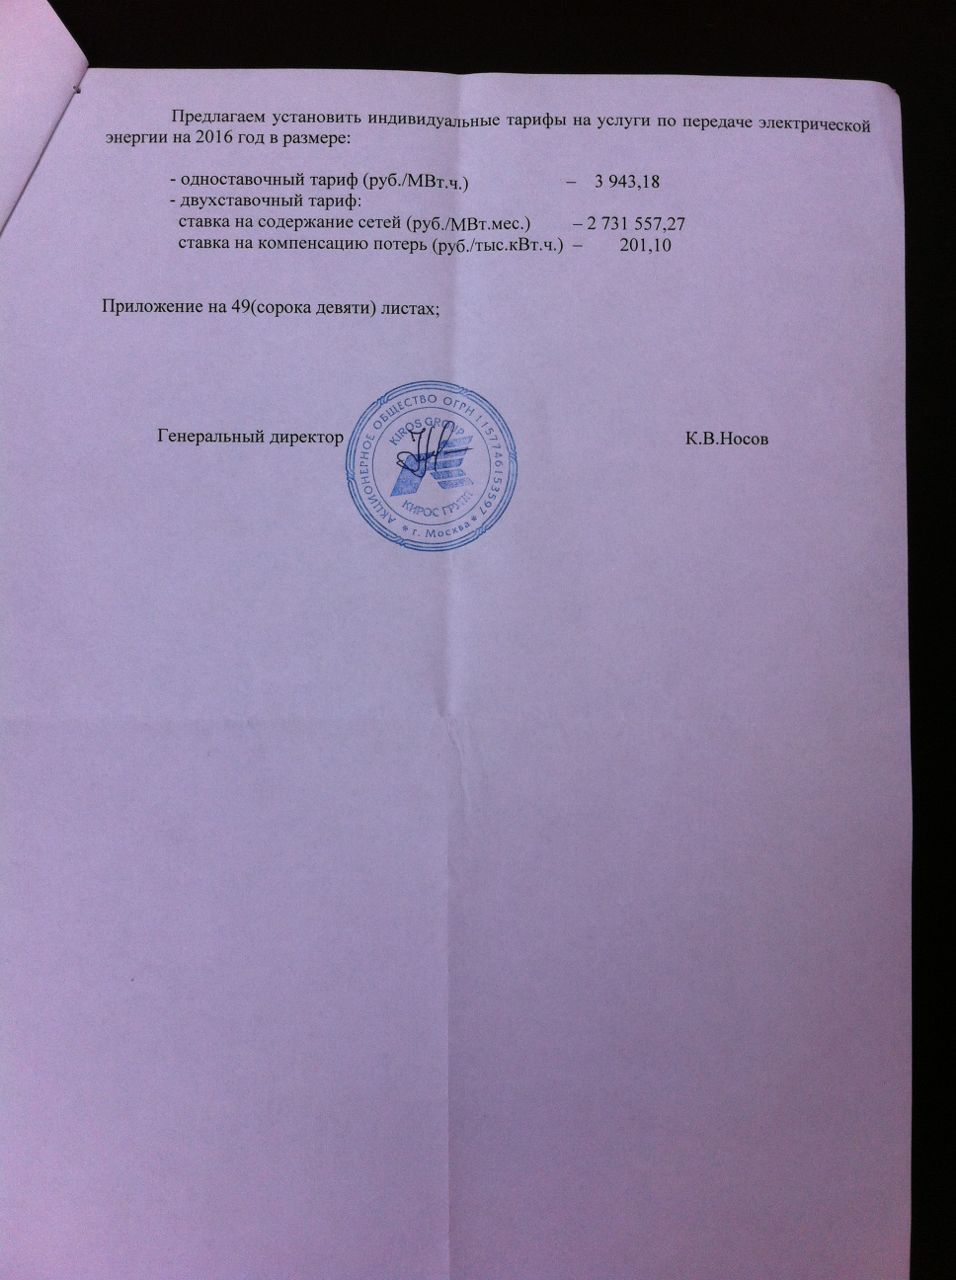 Предлагаем установить индивидуальные тарифы на услуги по передаче электрической
энергии на 2016 год в размере:
- одноставочный тариф (руб./МВт.ч.) – 3 943,18
- двухставочный тариф:
ставка на содержание сетей (руб./МВт.мес.) – 2 731 557,27
ставка на компенсацию потерь (руб./тыс.кВт.ч.) – 201,10
Приложение на 49(сорока девяти) листах;
Генеральный директор К.В.Носов
АКЦИОНЕРНОЕ ОБЩЕСТВО ОГРН 1157746153597
* г. Москва *
KIROS GROUP
КИРОС ГРУПП